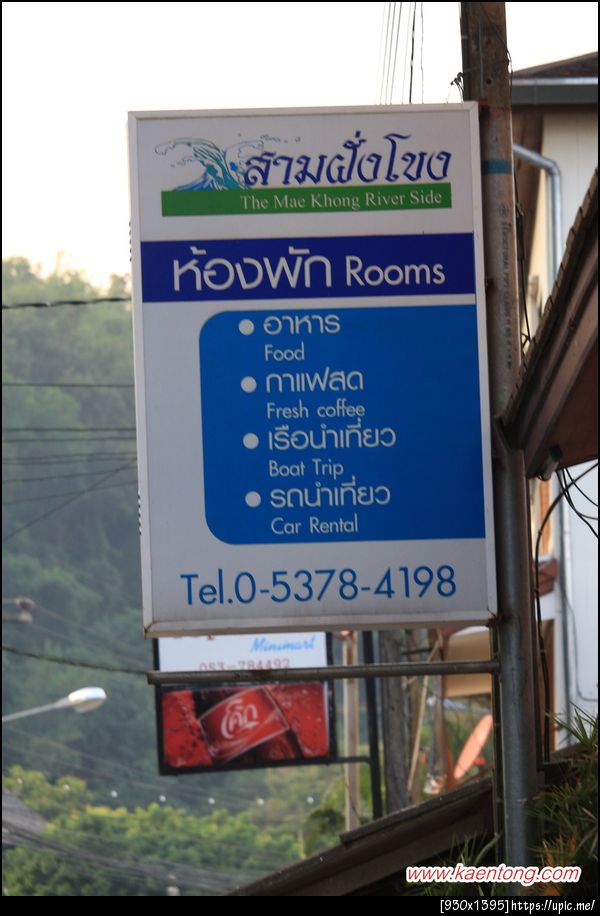 สามฝั่งโขง
The Mae Khong River Side
ห้องพัก Rooms
อาหาร
Food
กาแฟสด
Fresh coffee
เรือนำเที่ยว
Boat Trip
รถนำเที่ยว
Car Rental
Tel.0-5378-4198
Minimart
053-784492
โค้ก
www.kaentong.com
[930x1395]https://upic.me/